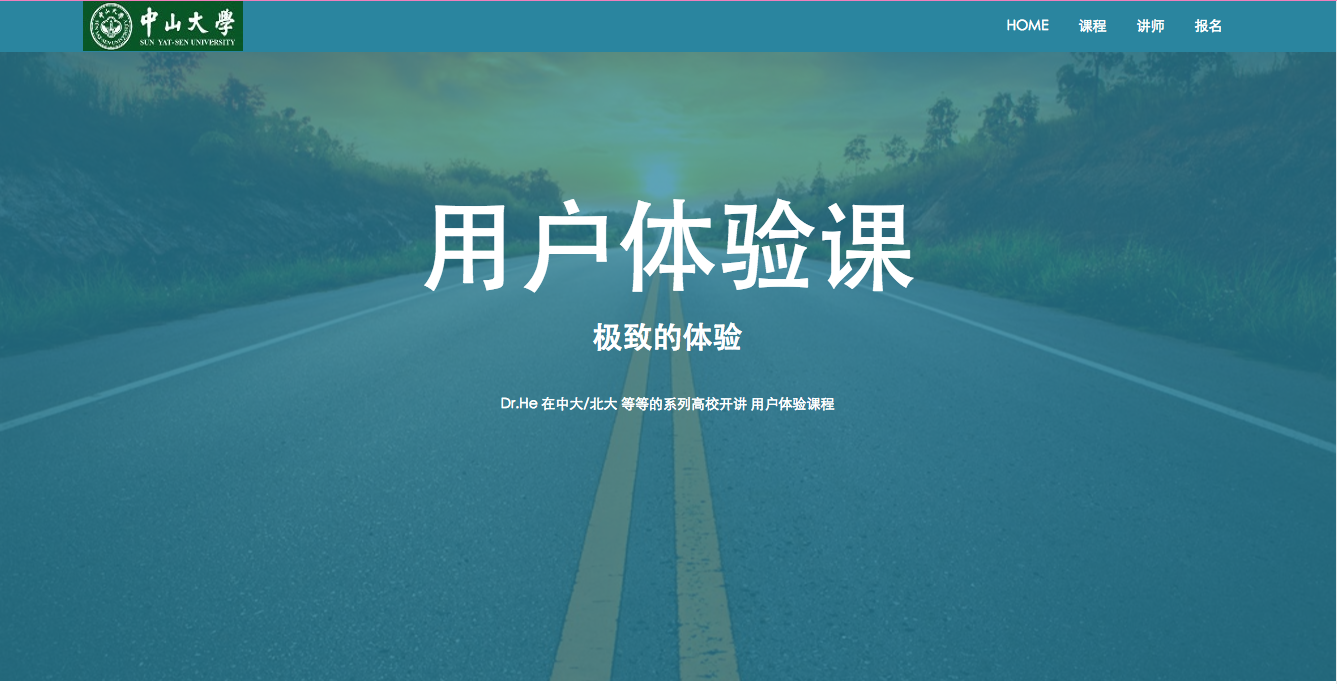 中山大學
SUN YAT-SEN UNIVERSITY
HOME 课程 讲师 报名
用户体验课
极致的体验
Dr.He 在中大/北大 等等的系列高校开讲 用户体验课程